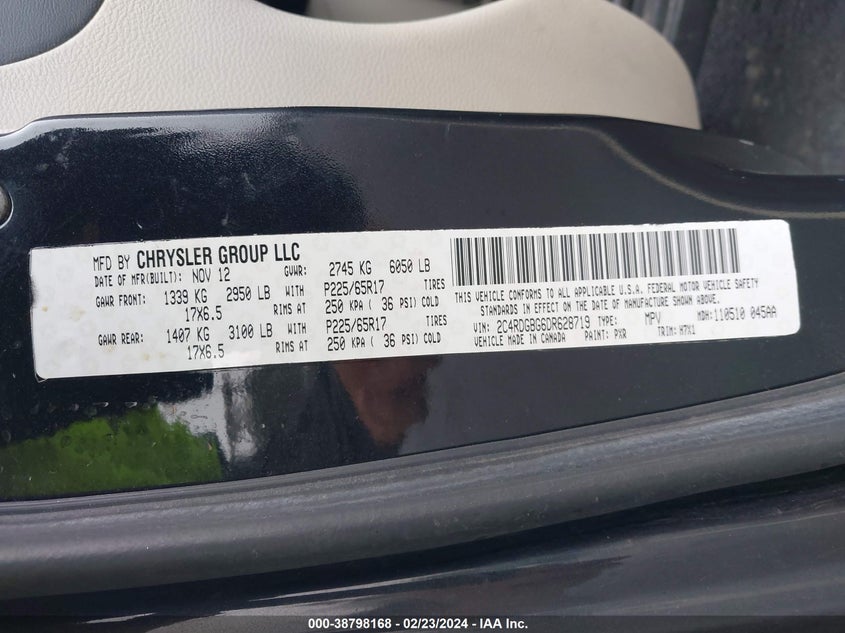 MFD BY CHRYSLER GROUP LLC
DATE OF MFR(BUILT): NOV 12 GVWR: 2745 KG 6050 LB
GAWR FRONT: 1339 KG 2950 LB WITH P225/65R17 TIRES
17X6.5 RIMS AT 250 KPA ( 36 PSI) COLD
GAWR REAR: 1407 KG 3100 LB WITH P225/65R17 TIRES
17X6.5 RIMS AT 250 KPA ( 36 PSI) COLD
THIS VEHICLE CONFORMS TO ALL APPLICABLE U.S.A. FEDERAL MOTOR VEHICLE SAFETY
STANDARDS IN EFFECT ON THE DATE OF MANUFACTURE SHOWN ABOVE.
VIN: 2C4RDGBG6DR628719 TYPE: MPV MDH: 110510 045AA
VEHICLE MADE IN CANADA PAINT: PXR TRIM: H7X1
000-38798168 - 02/23/2024 - IAA Inc.